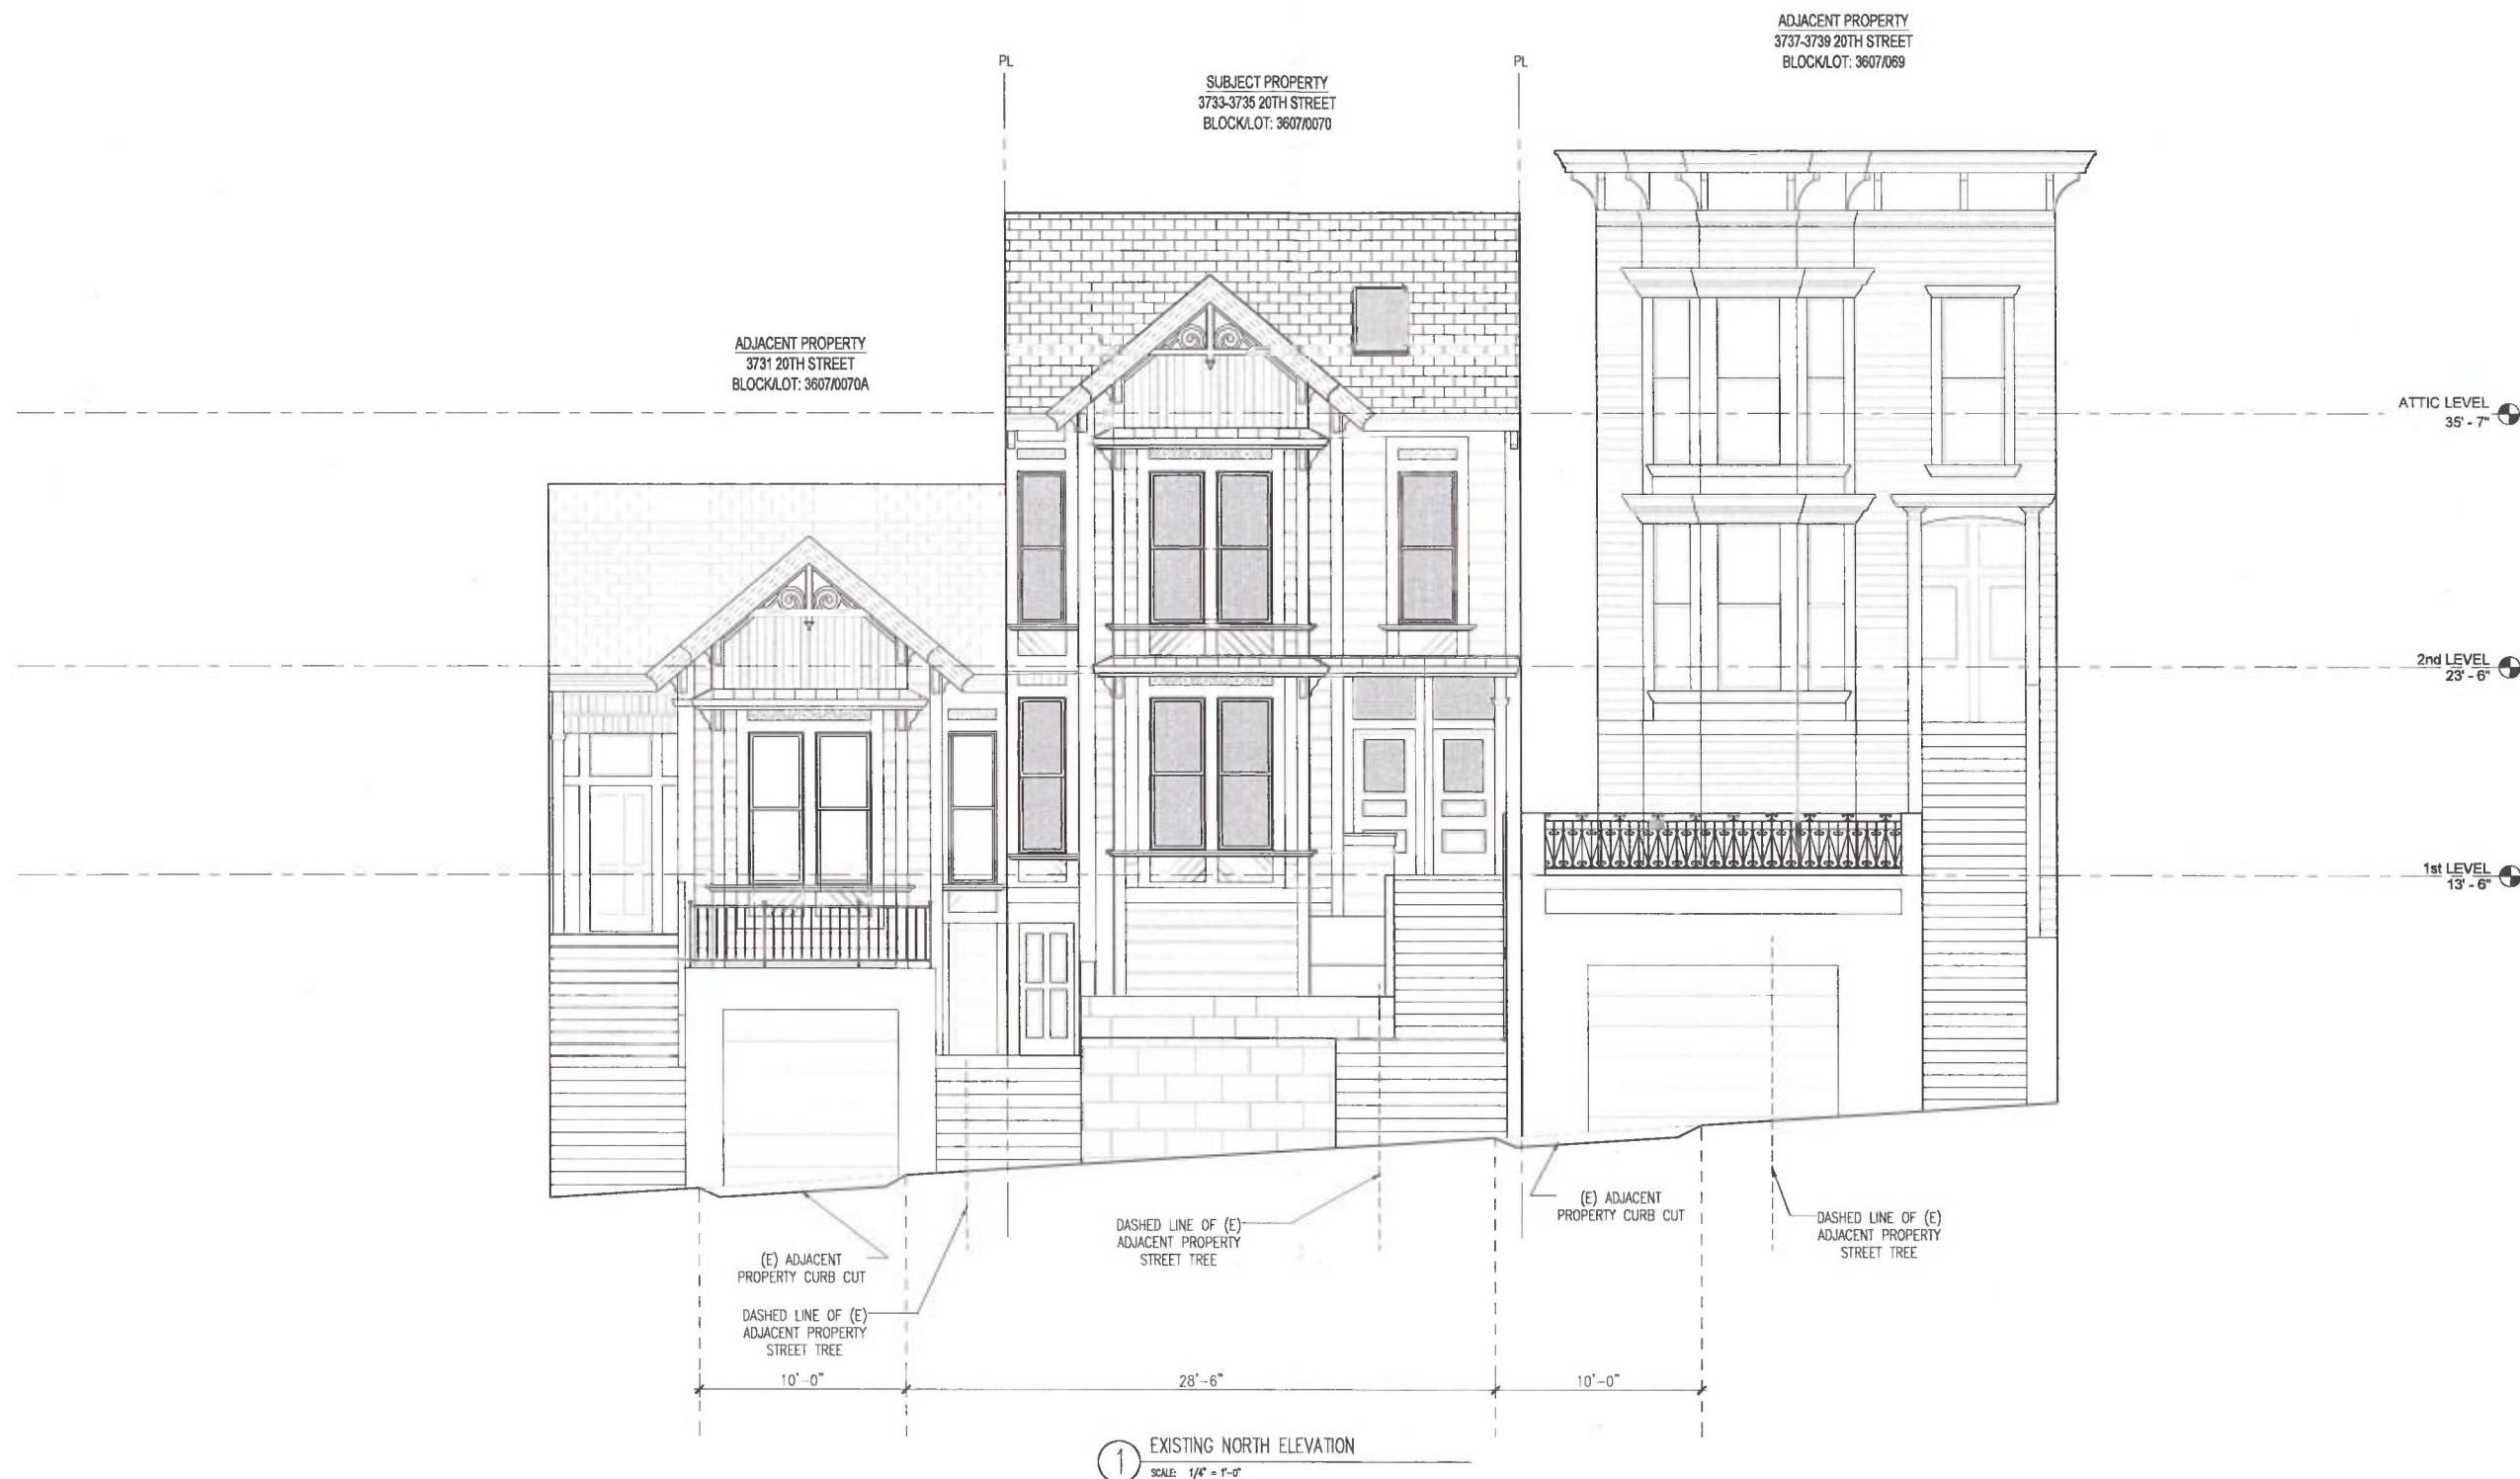 ADJACENT PROPERTY
3737-3739 20TH STREET
BLOCK/LOT: 3607/069
PL
SUBJECT PROPERTY
3733-3735 20TH STREET
BLOCK/LOT: 3607/0070
PL
ADJACENT PROPERTY
3731 20TH STREET
BLOCK/LOT: 3607/0070A
ATTIC LEVEL
35' - 7"
2nd LEVEL
23' - 6"
1st LEVEL
13' - 6"
(E) ADJACENT
PROPERTY CURB CUT
DASHED LINE OF (E)
ADJACENT PROPERTY
STREET TREE
DASHED LINE OF (E)
ADJACENT PROPERTY
STREET TREE
(E) ADJACENT
PROPERTY CURB CUT
DASHED LINE OF (E)
ADJACENT PROPERTY
STREET TREE
10'-0"
28'-6"
10'-0"
1
EXISTING NORTH ELEVATION
SCALE: 1/4" = 1'-0"